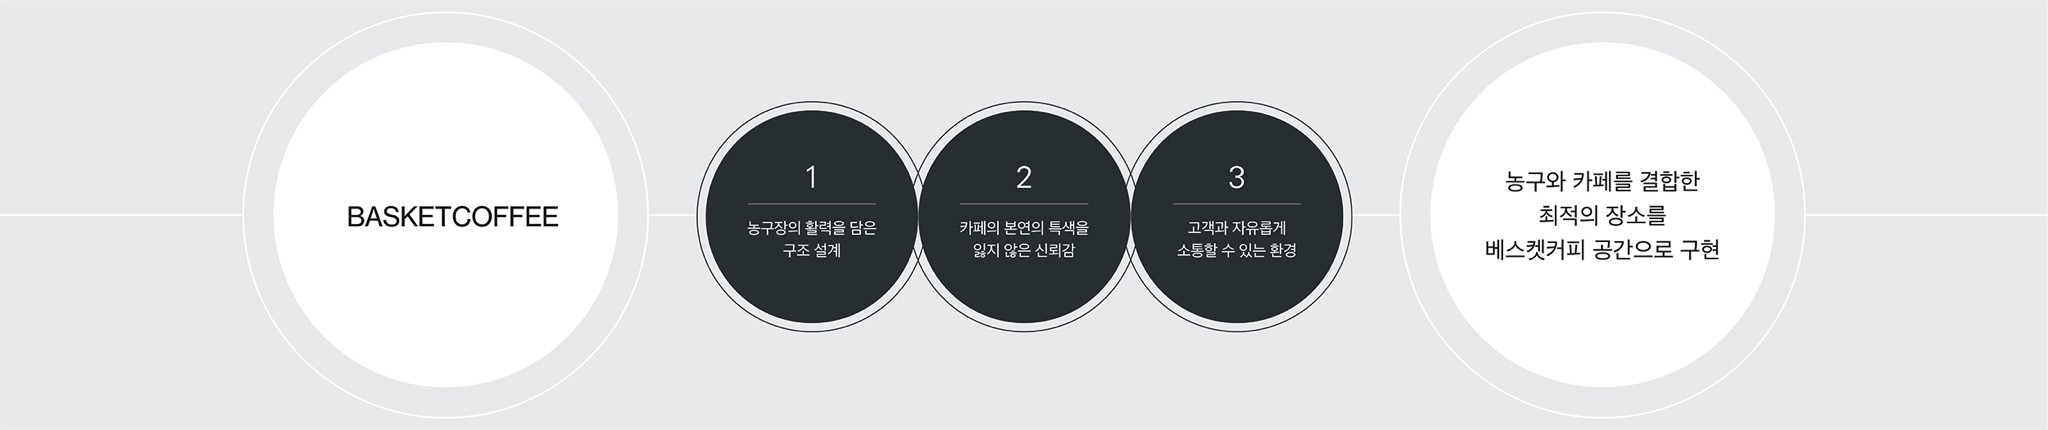 BASKETCOFFEE
1
농구장의 활력을 담은
구조 설계
2
카페의 본연의 특색을
잃지 않은 신뢰감
3
고객과 자유롭게
소통할 수 있는 환경
농구와 카페를 결합한
최적의 장소를
베스켓커피 공간으로 구현